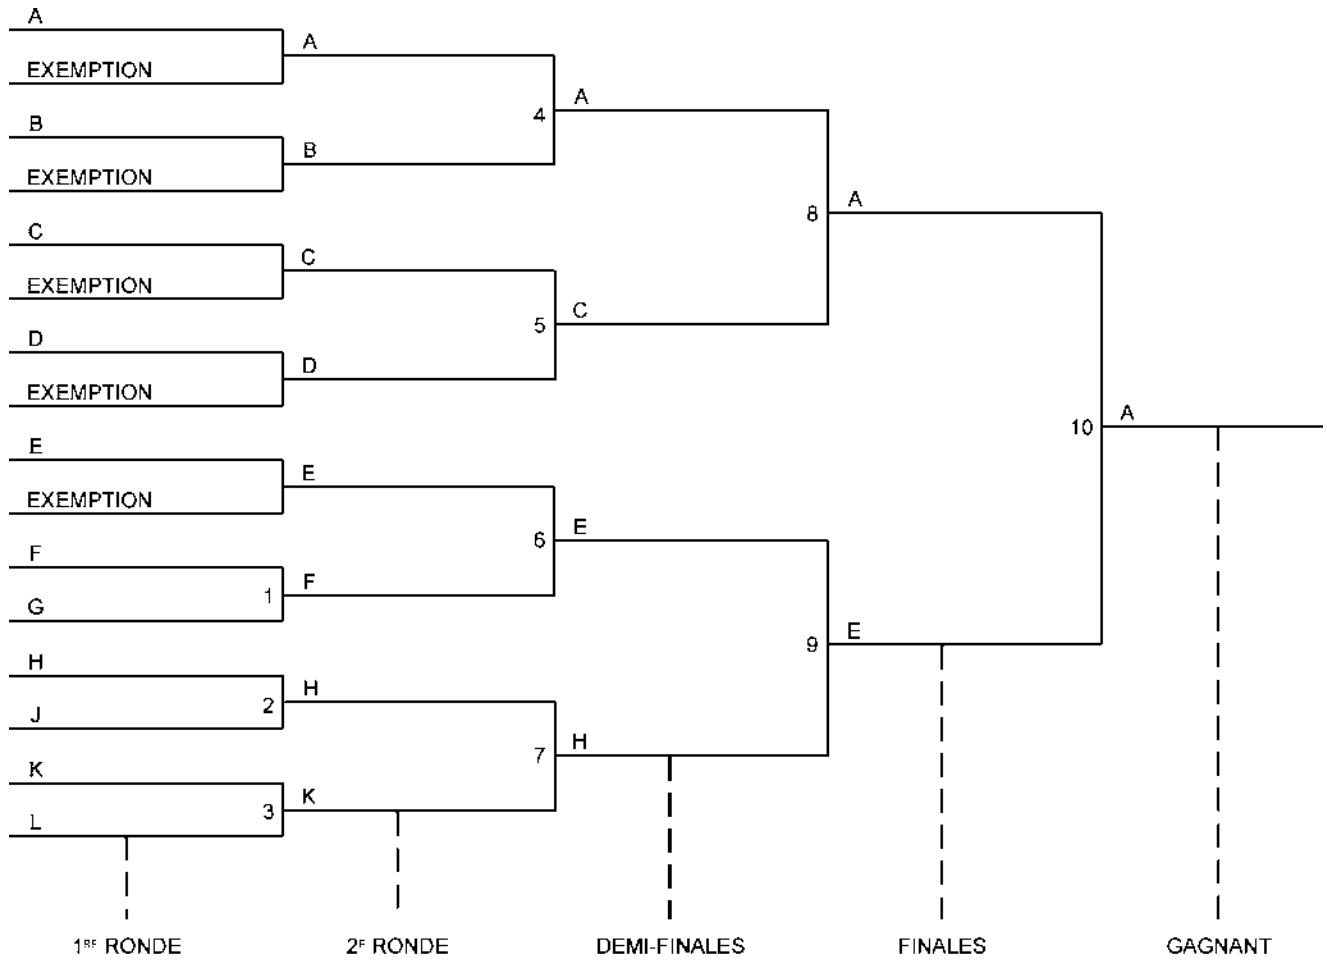 A
EXEMPTION
B
EXEMPTION
C
EXEMPTION
D
EXEMPTION
E
EXEMPTION
F
G
1
H
J
2
K
L
3
A
B
4
C
D
5
E
F
6
H
K
7
A
C
8
E
H
9
A
E
10
A
1RE RONDE
2E RONDE
DEMI-FINALES
FINALES
GAGNANT